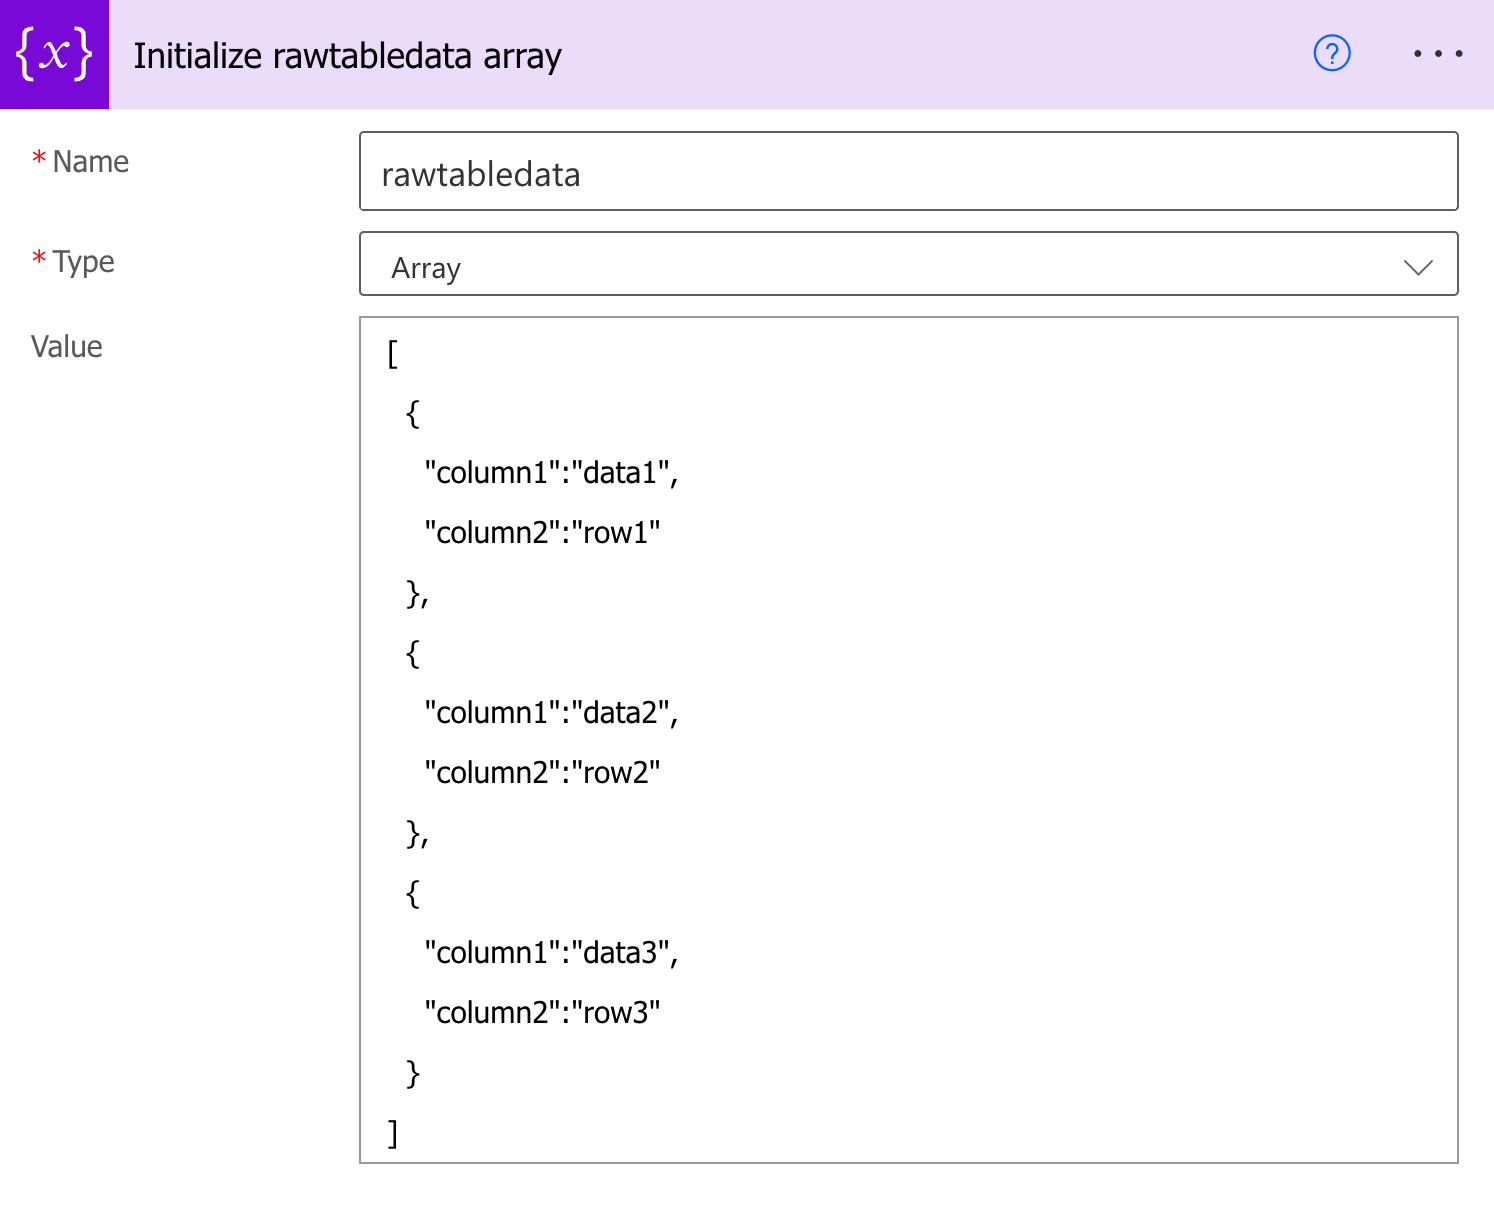 {x} Initialize rawtabledata array ? ...
* Name rawtabledata
* Type Array
Value
[
{
"column1":"data1",
"column2":"row1"
},
{
"column1":"data2",
"column2":"row2"
},
{
"column1":"data3",
"column2":"row3"
}
]